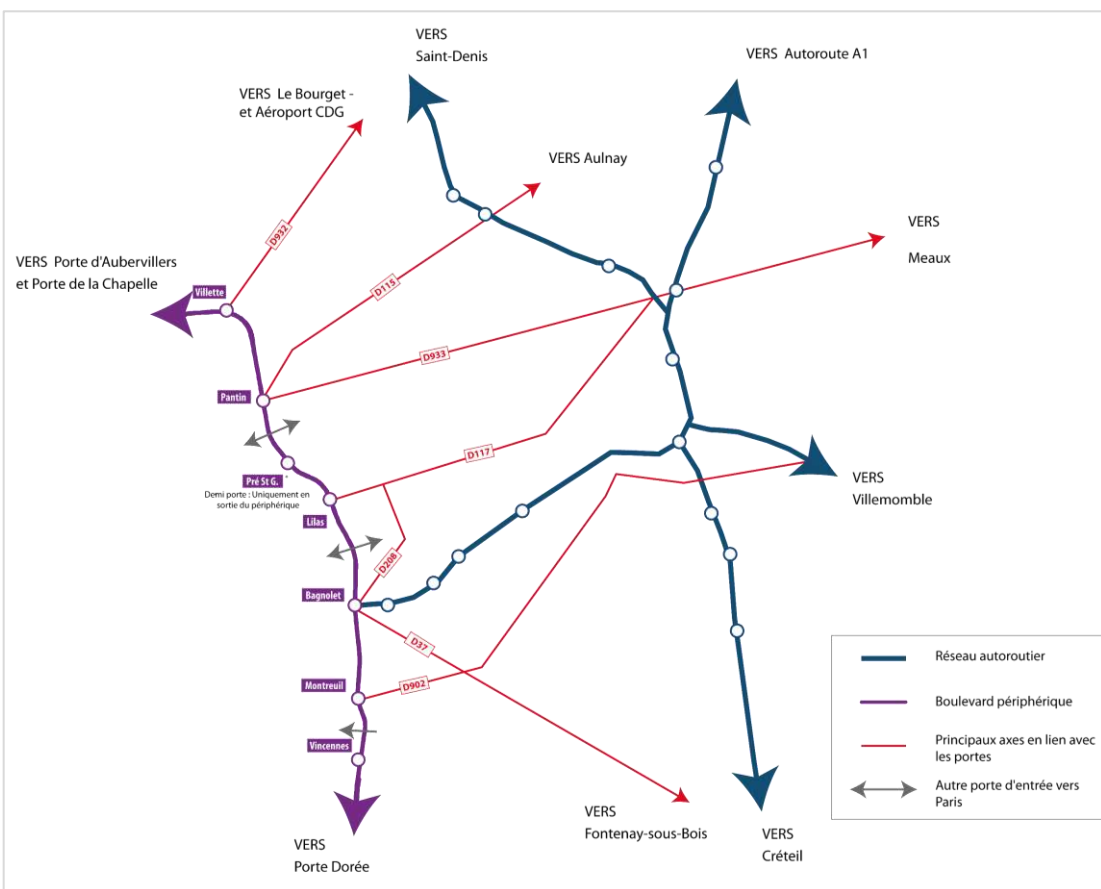 VERS
Saint-Denis
VERS  Autoroute A1
VERS  Le Bourget -
et Aéroport CDG
VERS Aulnay
D932
VERS
Meaux
VERS  Porte d'Aubervillers
et Porte de la Chapelle
Villette
D115
D933
Pantin
D117
Pré St G. *
Demi porte : Uniquement en
sortie du périphérique
Lilas
VERS
Villemomble
D208
Bagnolet
D37
D902
Montreuil
Vincennes
Réseau autoroutier
Boulevard périphérique
Principaux axes en lien avec
les portes
Autre porte d'entrée vers
Paris
VERS
Fontenay-sous-Bois
VERS
Créteil
VERS
Porte Dorée